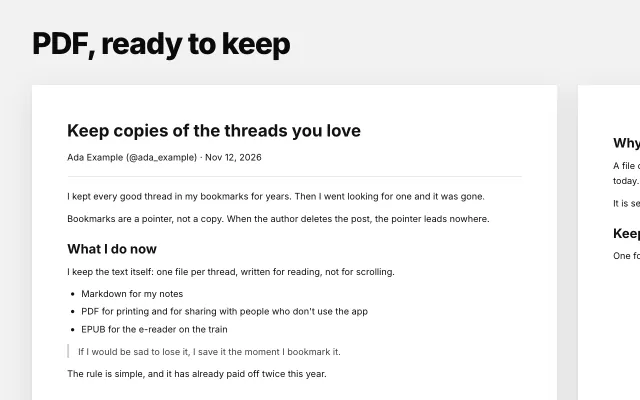 PDF, ready to keep
Keep copies of the threads you love
Ada Example (@ada_example) · Nov 12, 2026
I kept every good thread in my bookmarks for years. Then I went looking for one and it was gone.
Bookmarks are a pointer, not a copy. When the author deletes the post, the pointer leads nowhere.
What I do now
I keep the text itself: one file per thread, written for reading, not for scrolling.
• Markdown for my notes
• PDF for printing and for sharing with people who don't use the app
• EPUB for the e-reader on the train
If I would be sad to lose it, I save it the moment I bookmark it.
The rule is simple, and it has already paid off twice this year.
Why
A file
today.
It is se
Keep
One fo